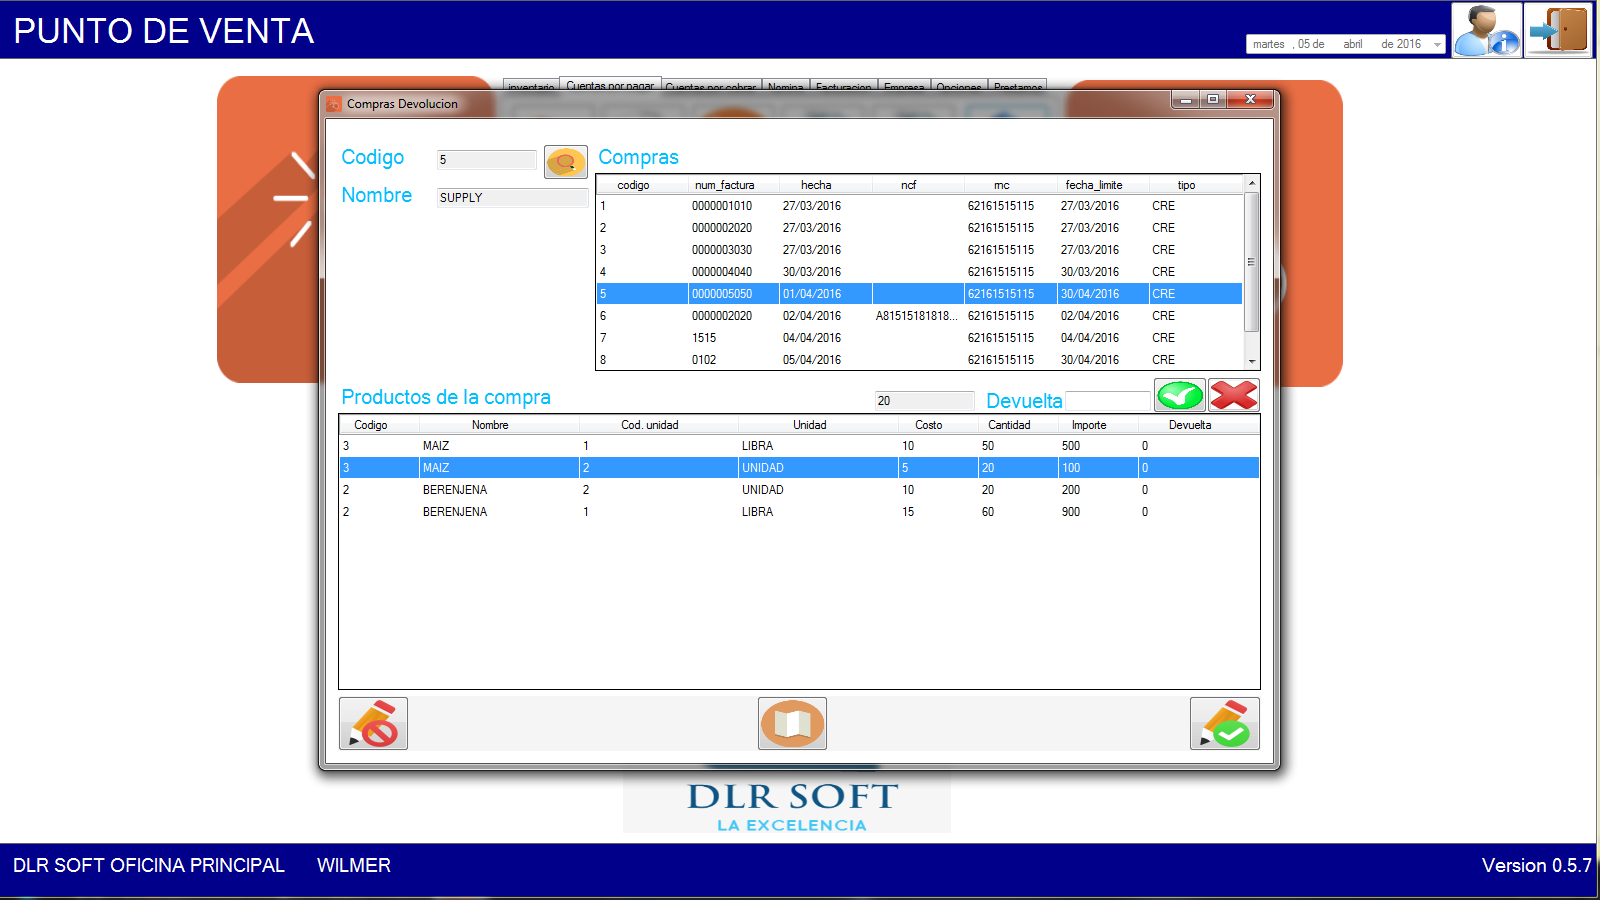 PUNTO DE VENTA
martes , 05 de abril de 2016
inventario Cuentas por pagar Cuentas por cobrar Nomina Facturacion Empresa Opciones Prestamos
Compras Devolucion
Codigo 5
Compras
Nombre SUPPLY
codigo num_factura hecha ncf rnc fecha_limite tipo
1 0000001010 27/03/2016 62161515115 27/03/2016 CRE
2 0000002020 27/03/2016 62161515115 27/03/2016 CRE
3 0000003030 27/03/2016 62161515115 27/03/2016 CRE
4 0000004040 30/03/2016 62161515115 30/03/2016 CRE
5 0000005050 01/04/2016 62161515115 30/04/2016 CRE
6 0000002020 02/04/2016 A81515181818... 62161515115 02/04/2016 CRE
7 1515 04/04/2016 62161515115 04/04/2016 CRE
8 0102 05/04/2016 62161515115 30/04/2016 CRE
Productos de la compra 20 Devuelta
Codigo Nombre Cod. unidad Unidad Costo Cantidad Importe Devuelta
3 MAIZ 1 LIBRA 10 50 500 0
3 MAIZ 2 UNIDAD 5 20 100 0
2 BERENJENA 2 UNIDAD 10 20 200 0
2 BERENJENA 1 LIBRA 15 60 900 0
DLR SOFT
LA EXCELENCIA
DLR SOFT OFICINA PRINCIPAL WILMER Version 0.5.7